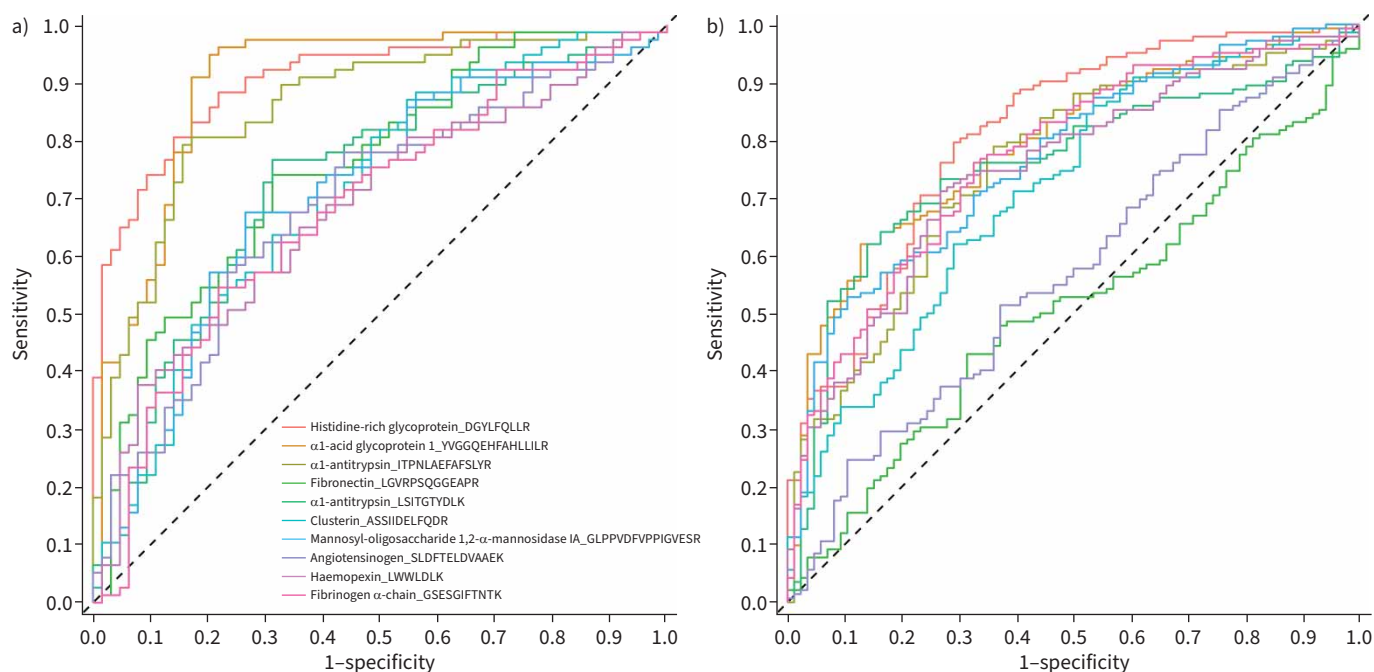 a)
1.0
0.9
0.8
0.7
0.6
0.5
0.4
0.3
0.2
0.1
0.0
Sensitivity
Histidine-rich glycoprotein_DGYLFQLLR
α1-acid glycoprotein 1_YVGGQEHFAHLLILR
α1-antitrypsin_ITPNLAEFAFSLYR
Fibronectin_LGVRPSQGGEAPR
α1-antitrypsin_LSITGTYDLK
Clusterin_ASSIIDELFQDR
Mannosyl-oligosaccharide 1,2-α-mannosidase IA_GLPPVDFVPPIGVESR
Angiotensinogen_SLDFTELDVAAEK
Haemopexin_LWWLDLK
Fibrinogen α-chain_GSESGIFTNTK
0.0 0.1 0.2 0.3 0.4 0.5 0.6 0.7 0.8 0.9 1.0
1–specificity
b)
1.0
0.9
0.8
0.7
0.6
0.5
0.4
0.3
0.2
0.1
0.0
Sensitivity
0.0 0.1 0.2 0.3 0.4 0.5 0.6 0.7 0.8 0.9 1.0
1–specificity